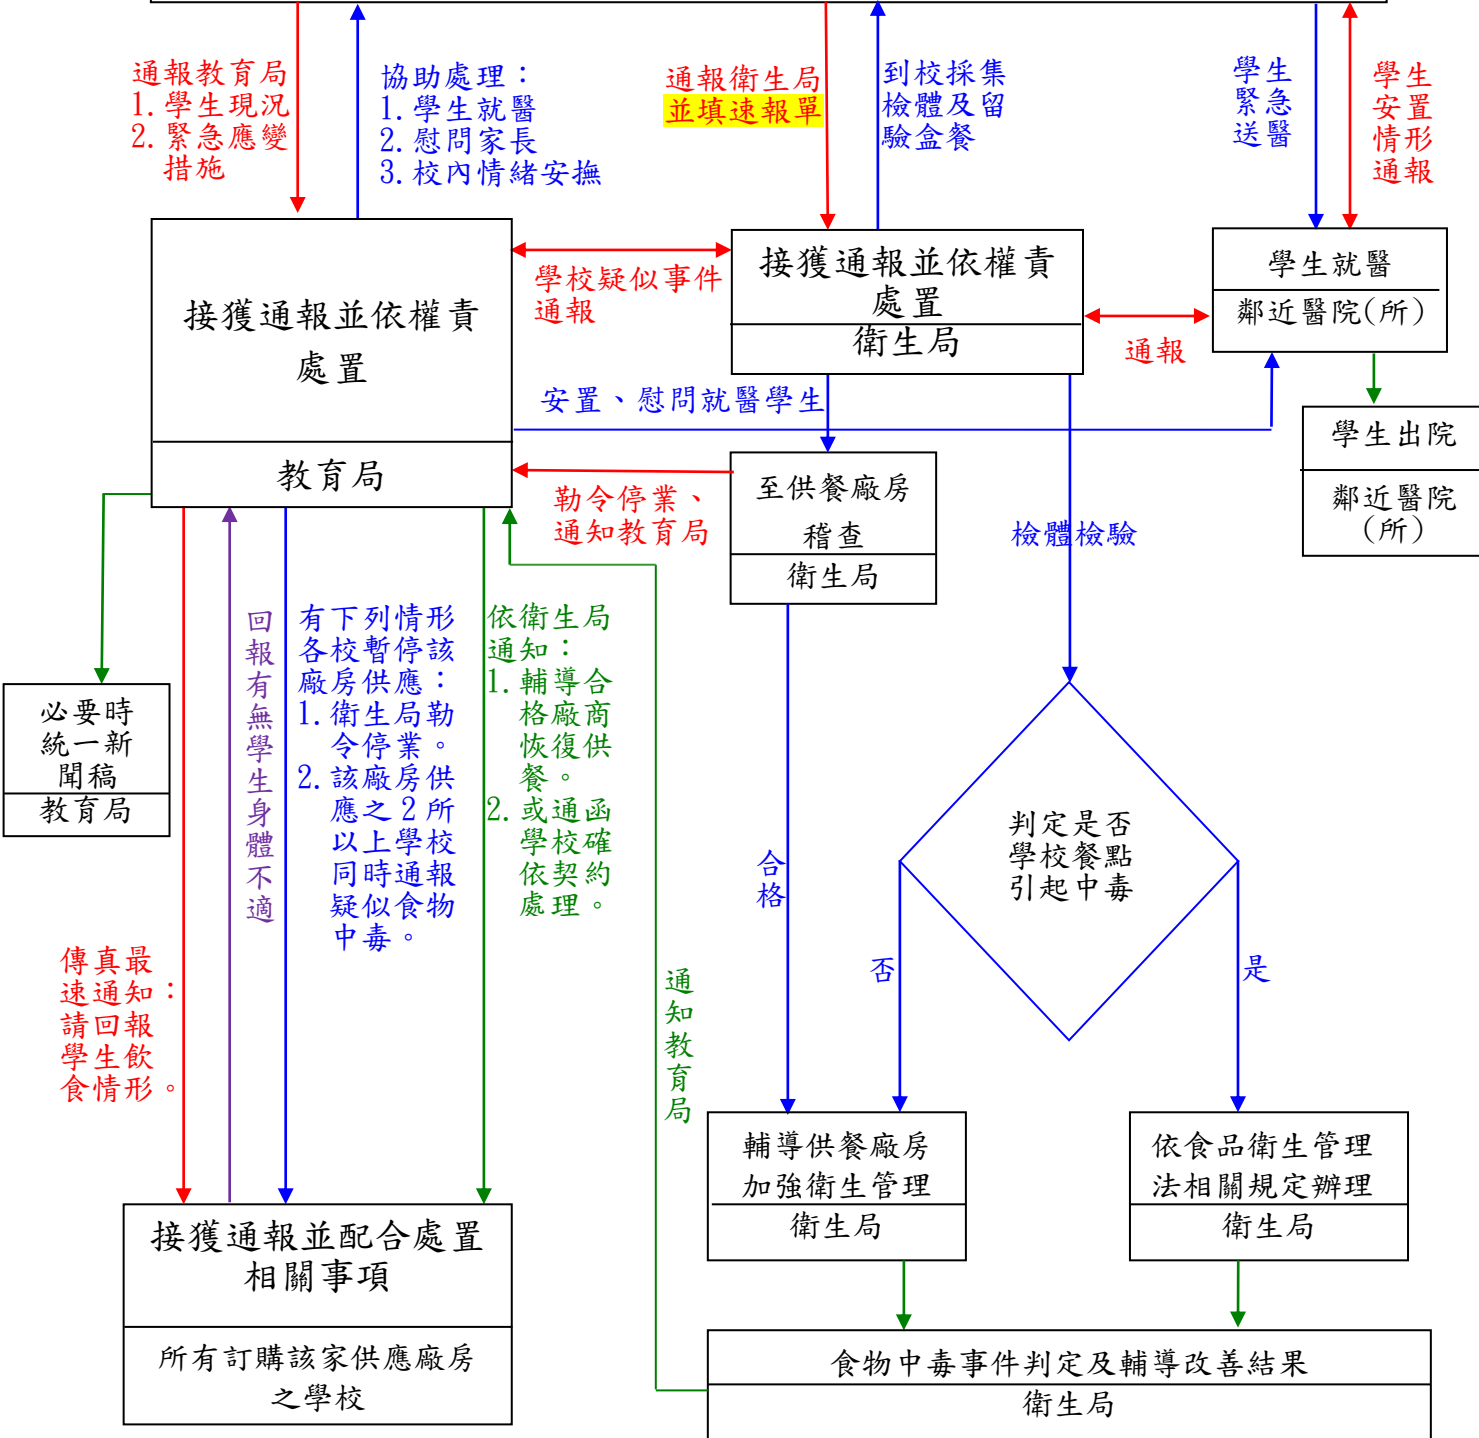 通報教育局
1.學生現況
2.緊急應變
措施
協助處理：
1.學生就醫
2.慰問家長
3.校內情緒安撫
通報衛生局
並填速報單
到校採集
檢體及留
驗盒餐
學生
緊急
送醫
學生
安置
情形
通報
接獲通報並依權責
處置
教育局
學校疑似事件
通報
接獲通報並依權責
處置
衛生局
通報
學生就醫
鄰近醫院(所)
安置、慰問就醫學生
學生出院
鄰近醫院
(所)
勒令停業、
通知教育局
至供餐廠房
稽查
衛生局
檢體檢驗
必要時
統一新
聞稿
教育局
回報有無學生身體不適
有下列情形
各校暫停該
廠房供應：
1.衛生局勒
令停業。
2.該廠房供
應之2所
以上學校
同時通報
疑似食物
中毒。
依衛生局
通知：
1.輔導合
格廠商
恢復供
餐。
2.或通函
學校確
依契約
處理。
合格
判定是否
學校餐點
引起中毒
否
是
傳真最
速通知：
請回報
學生飲
食情形。
通知教育局
輔導供餐廠房
加強衛生管理
衛生局
依食品衛生管理
法相關規定辦理
衛生局
接獲通報並配合處置
相關事項
所有訂購該家供應廠房
之學校
食物中毒事件判定及輔導改善結果
衛生局